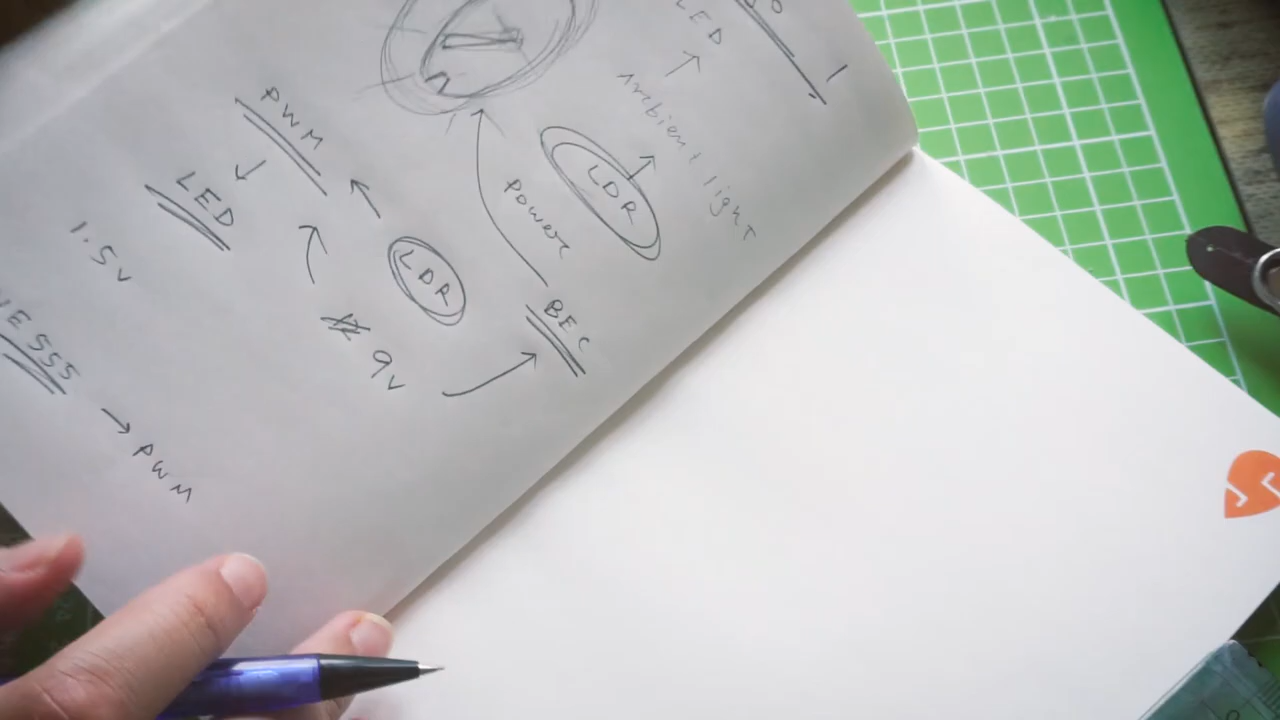 LED
Ambient light
LDR
Power
BEC
PWM
LED
LDR
9v
1.5v
NE555
PWM